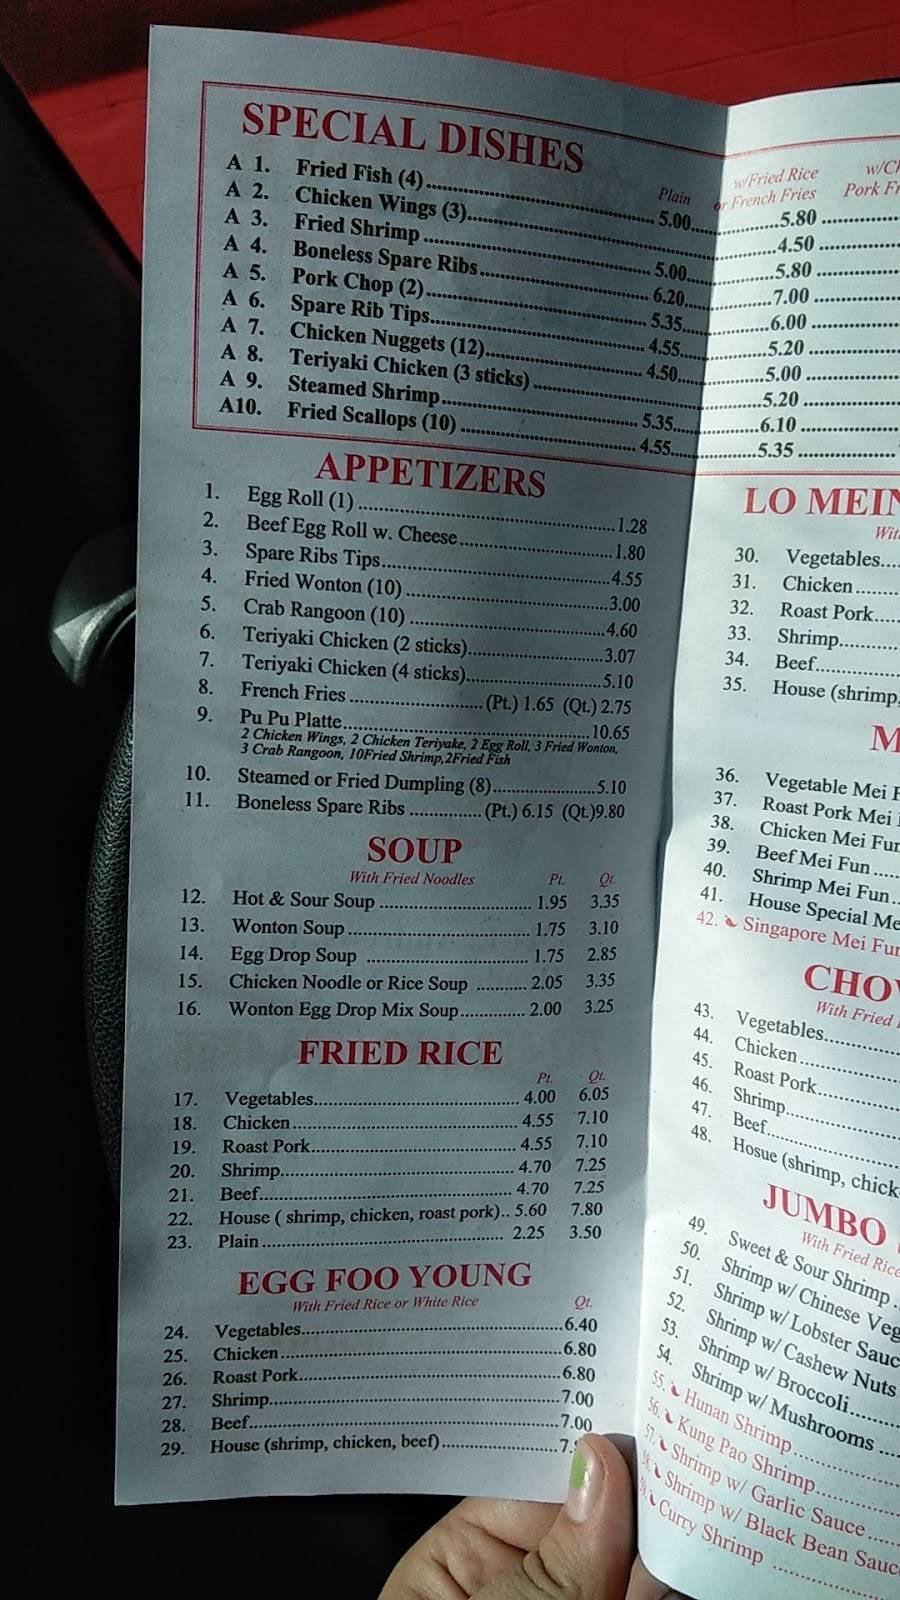 SPECIAL DISHES
Plain w/Fried Rice or French Fries Pork
A 1. Fried Fish (4) 5.00 5.80
A 2. Chicken Wings (3) 4.50
A 3. Fried Shrimp 5.00 5.80
A 4. Boneless Spare Ribs 6.20 7.00
A 5. Pork Chop (2) 5.35 6.00
A 6. Spare Rib Tips 4.55 5.20
A 7. Chicken Nuggets (12) 4.50 5.00
A 8. Teriyaki Chicken (3 sticks) 5.20
A 9. Steamed Shrimp 5.35 6.10
A10. Fried Scallops (10) 4.55 5.35
APPETIZERS
1. Egg Roll (1) 1.28
2. Beef Egg Roll w. Cheese 1.80
3. Spare Ribs Tips 4.55
4. Fried Wonton (10) 3.00
5. Crab Rangoon (10) 4.60
6. Teriyaki Chicken (2 sticks) 3.07
7. Teriyaki Chicken (4 sticks) 5.10
8. French Fries (Pt.) 1.65 (Qt.) 2.75
9. Pu Pu Platte 10.65
2 Chicken Wings, 2 Chicken Teriyake, 2 Egg Roll, 3 Fried Wonton,
3 Crab Rangoon, 10Fried Shrimp,2Fried Fish
10. Steamed or Fried Dumpling (8) 5.10
11. Boneless Spare Ribs (Pt.) 6.15 (Qt.)9.80
SOUP
With Fried Noodles Pt. Qt.
12. Hot & Sour Soup 1.95 3.35
13. Wonton Soup 1.75 3.10
14. Egg Drop Soup 1.75 2.85
15. Chicken Noodle or Rice Soup 2.05 3.35
16. Wonton Egg Drop Mix Soup 2.00 3.25
FRIED RICE
Pt. Qt.
17. Vegetables 4.00 6.05
18. Chicken 4.55 7.10
19. Roast Pork 4.55 7.10
20. Shrimp 4.70 7.25
21. Beef 4.70 7.25
22. House ( shrimp, chicken, roast pork) 5.60 7.80
23. Plain 2.25 3.50
EGG FOO YOUNG
With Fried Rice or White Rice Qt.
24. Vegetables 6.40
25. Chicken 6.80
26. Roast Pork 6.80
27. Shrimp 7.00
28. Beef 7.00
29. House (shrimp, chicken, beef)
LO MEIN
30. Vegetables
31. Chicken
32. Roast Pork
33. Shrimp
34. Beef
35. House (shrimp,
36. Vegetable Mei
37. Roast Pork Mei
38. Chicken Mei Fun
39. Beef Mei Fun
40. Shrimp Mei Fun
41. House Special
42. Singapore Mei Fun
CHOW
With Fried
43. Vegetables
44. Chicken
45. Roast Pork
46. Shrimp
47. Beef
48. Hosue (shrimp, chick
JUMBO
With Fried Rice
49. Sweet & Sour Shrimp
50. Shrimp w/ Chinese Veg
51. Shrimp w/ Lobster Sauc
52. Shrimp w/ Cashew Nuts
53. Shrimp w/ Broccoli
54. Shrimp w/ Mushrooms
55. Hunan Shrimp
56. Kung Pao Shrimp
57. Shrimp w/ Garlic Sauce
58. Shrimp w/ Black Bean Sauce
59. Curry Shrimp